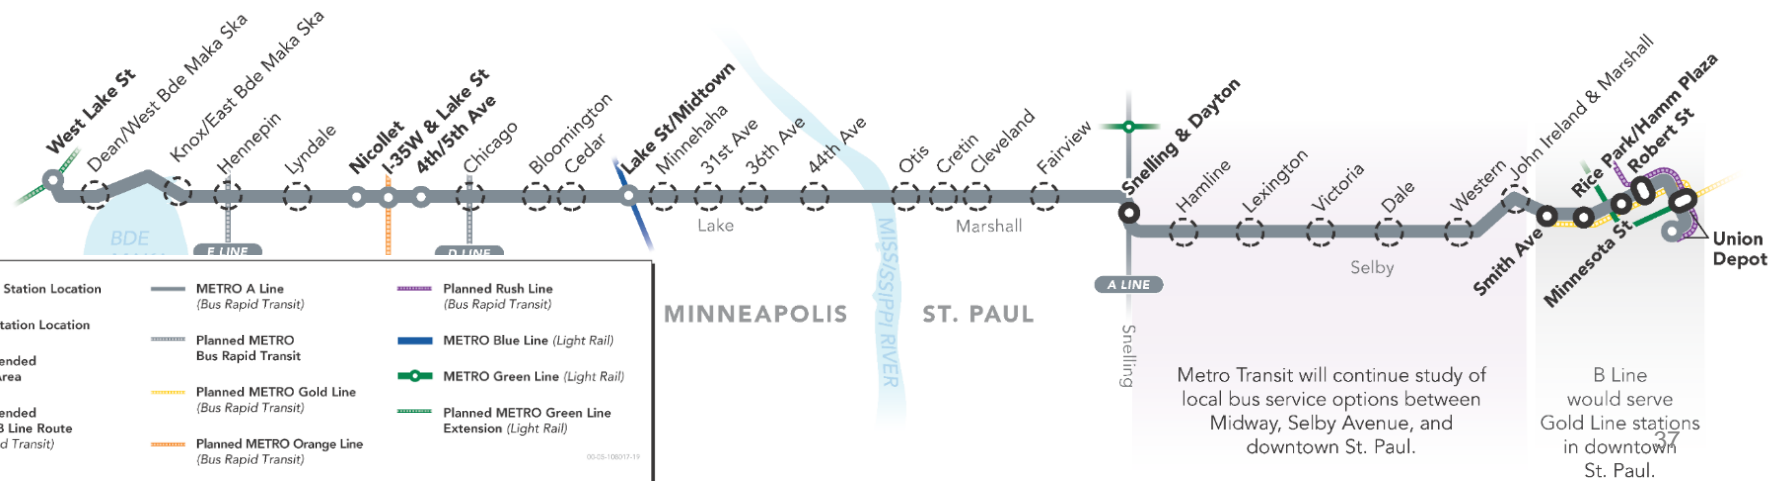 West Lake St
Dean/West Bde Maka Ska
Knox/East Bde Maka Ska
Hennepin
Lyndale
Nicollet
I-35W & Lake St
4th/5th Ave
Chicago
Bloomington
Cedar
Lake St/Midtown
Minnehaha
31st Ave
36th Ave
44th Ave
Otis
Cretin
Cleveland
Fairview
Snelling & Dayton
Hamline
Lexington
Victoria
Dale
Western
John Ireland & Marshall
Smith Ave
Rice Park/Hamm Plaza
Minnesota St
Robert St
Union
Depot
BDE
E LINE
D LINE
Lake
MISSISSIPPI RIVER
Marshall
A LINE
Snelling
Selby
MINNEAPOLIS
ST. PAUL
Station Location
tation Location
ended
Area
ended
B Line Route
d Transit)
METRO A Line
(Bus Rapid Transit)
Planned METRO
Bus Rapid Transit
Planned METRO Gold Line
(Bus Rapid Transit)
Planned METRO Orange Line
(Bus Rapid Transit)
Planned Rush Line
(Bus Rapid Transit)
METRO Blue Line (Light Rail)
METRO Green Line (Light Rail)
Planned METRO Green Line
Extension (Light Rail)
Metro Transit will continue study of
local bus service options between
Midway, Selby Avenue, and
downtown St. Paul.
B Line
would serve
Gold Line stations
in downtown
St. Paul.
37